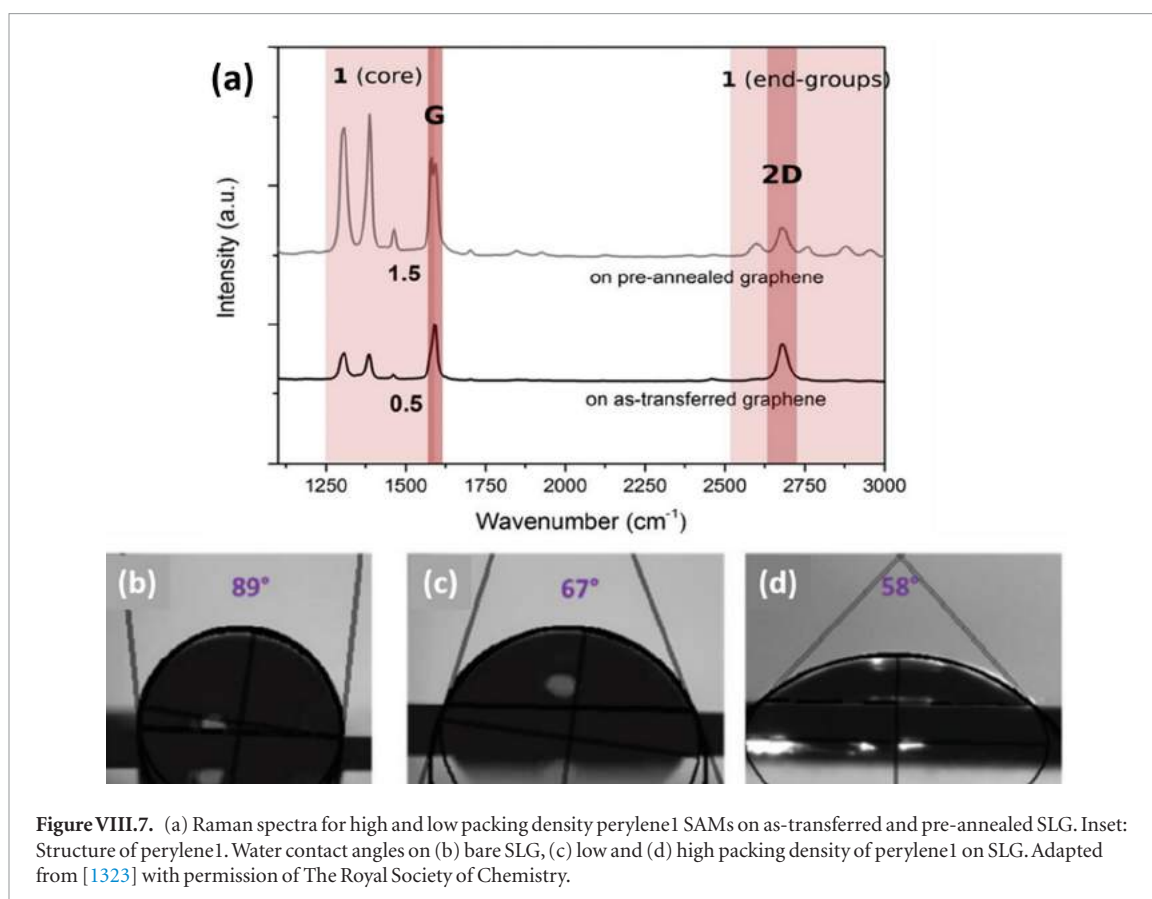 (a)
1 (core)
1 (end-groups)
G
2D
Intensity (a.u.)
1.5
on pre-annealed graphene
0.5
on as-transferred graphene
1250 1500 1750 2000 2250 2500 2750 3000
Wavenumber (cm⁻¹)
(b) 89° (c) 67° (d) 58°
Figure VIII.7. (a) Raman spectra for high and low packing density perylene1 SAMs on as-transferred and pre-annealed SLG. Inset:
Structure of perylene1. Water contact angles on (b) bare SLG, (c) low and (d) high packing density of perylene1 on SLG. Adapted
from [1323] with permission of The Royal Society of Chemistry.